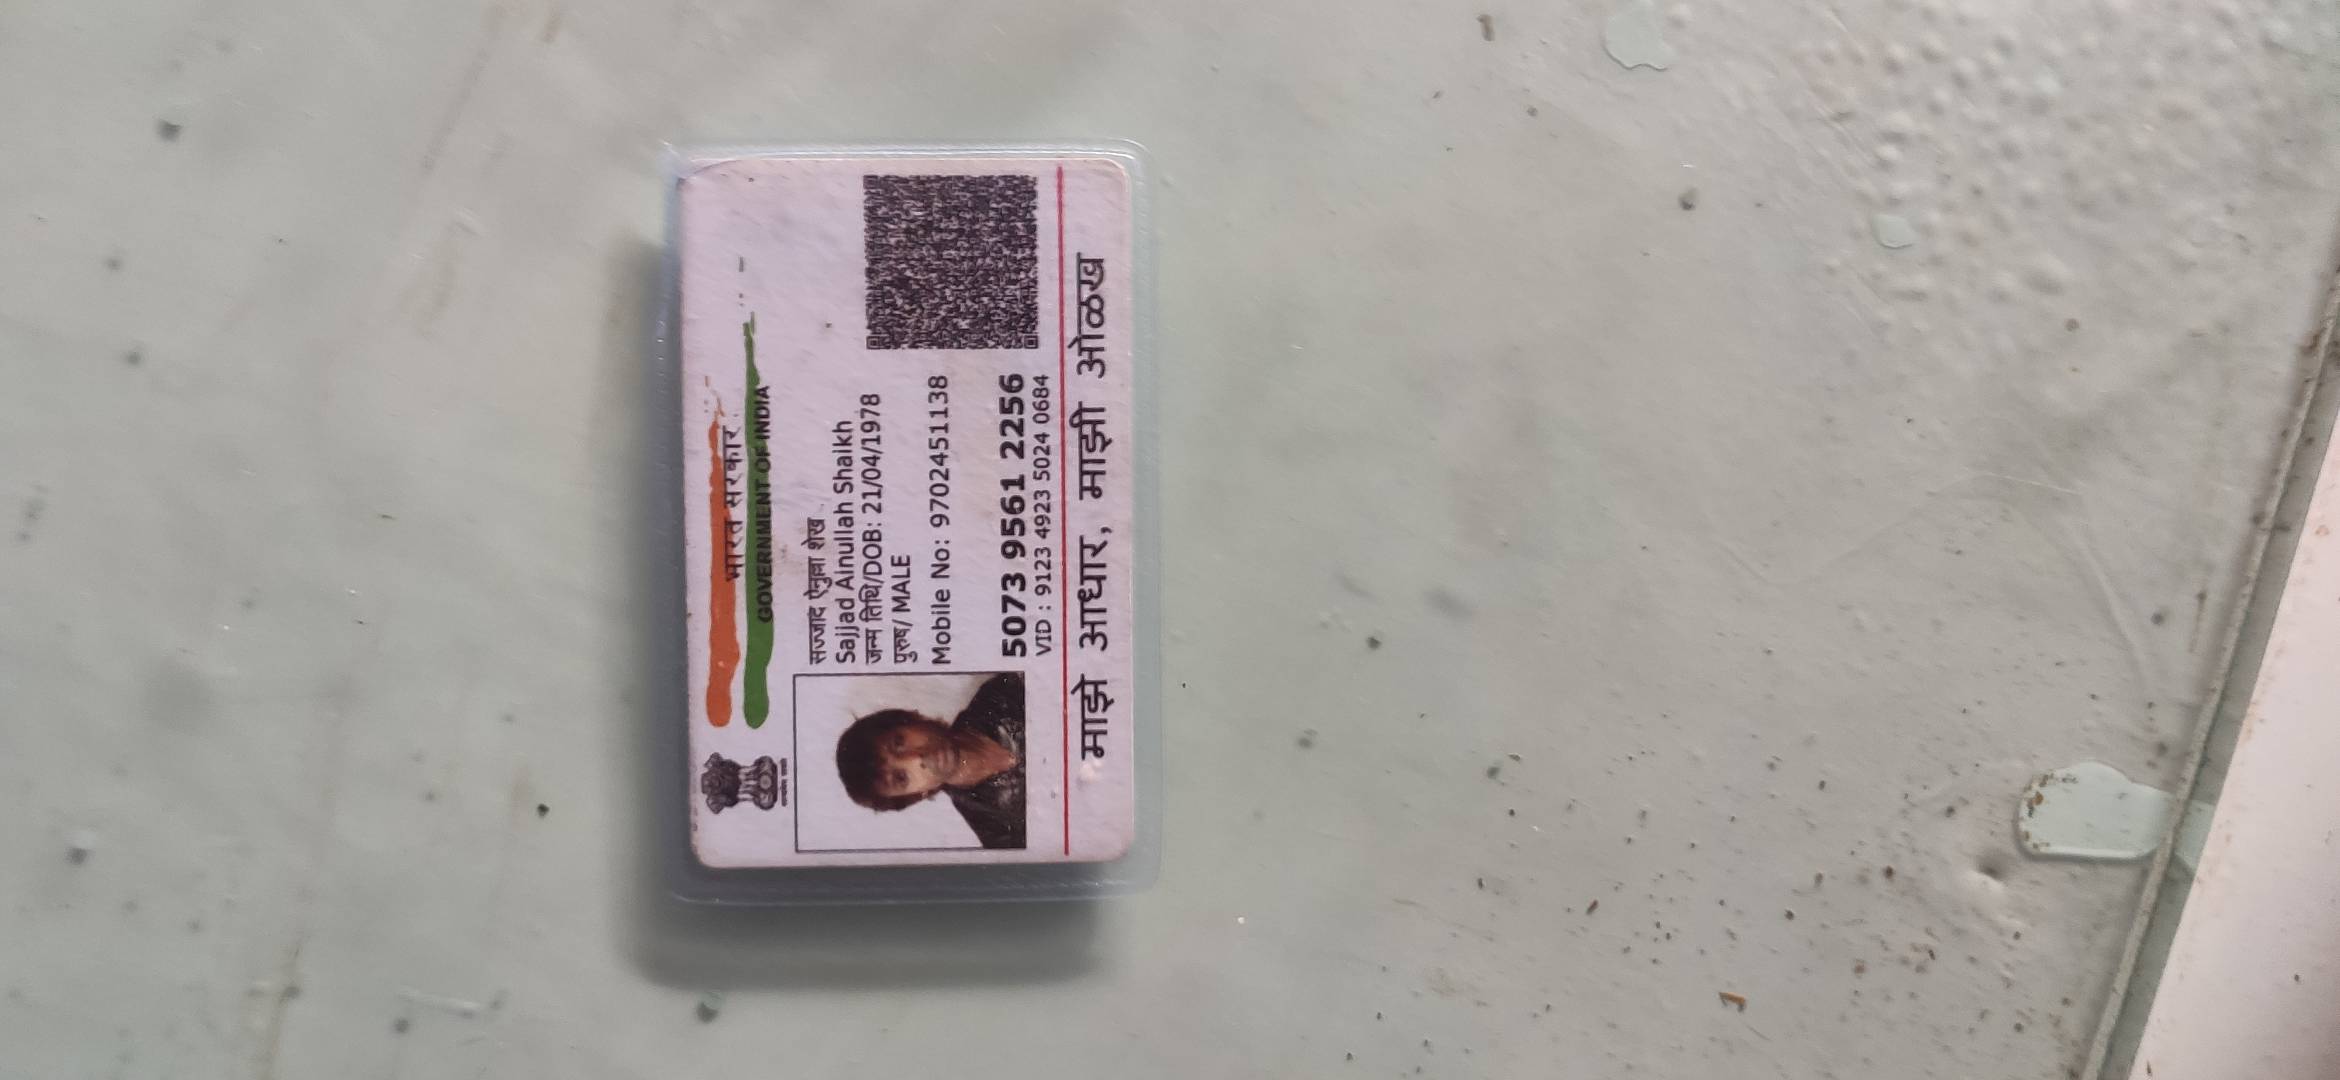 भारत सरकार
GOVERNMENT OF INDIA
सज्जाद ऐनुल्ला शेख
Sajjad Ainullah Shaikh
जन्म तिथि/DOB: 21/04/1978
पुरुष/ MALE
Mobile No: 9702451138
5073 9561 2256
VID : 9123 4923 5024 0684
माझे आधार, माझी ओळख